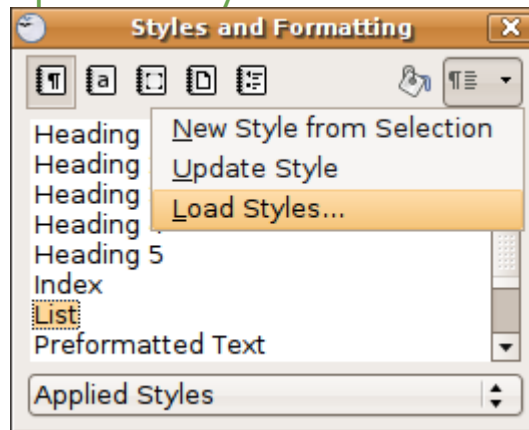 Styles and Formatting
New Style from Selection
Update Style
Load Styles...
Heading
Heading
Heading
Heading
Heading 5
Index
List
Preformatted Text
Applied Styles